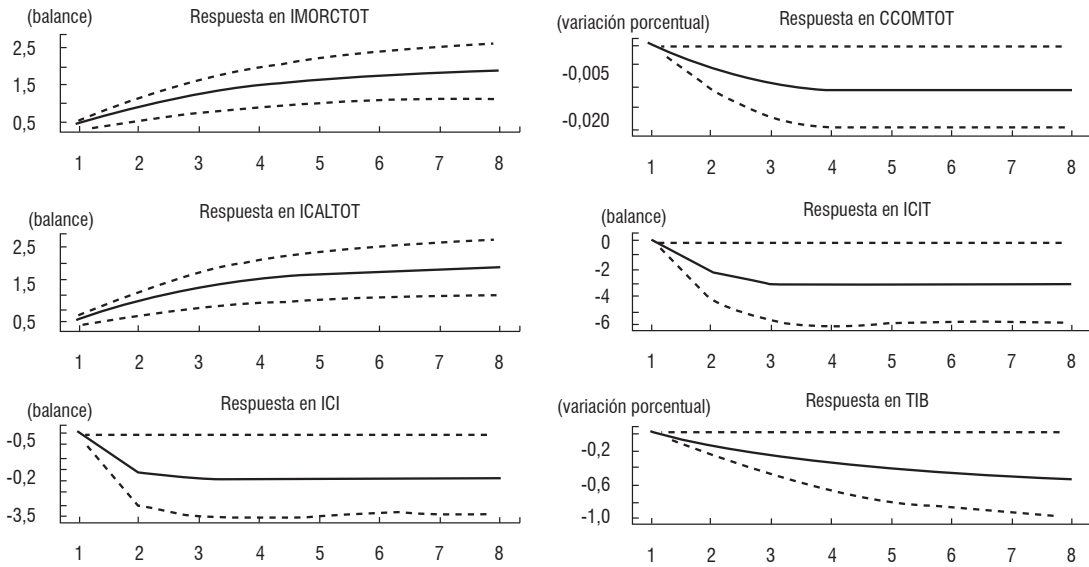 (balance)
Respuesta en IMORCTOT
2,5
1,5
0,5
1 2 3 4 5 6 7 8
(variación porcentual)
Respuesta en CCOMTOT
-0,005
-0,020
1 2 3 4 5 6 7 8
(balance)
Respuesta en ICALTOT
2,5
1,5
0,5
1 2 3 4 5 6 7 8
(balance)
Respuesta en ICIT
0
-2
-4
-6
1 2 3 4 5 6 7 8
(balance)
Respuesta en ICI
-0,5
-0,2
-3,5
1 2 3 4 5 6 7 8
(variación porcentual)
Respuesta en TIB
-0,2
-0,6
-1,0
1 2 3 4 5 6 7 8